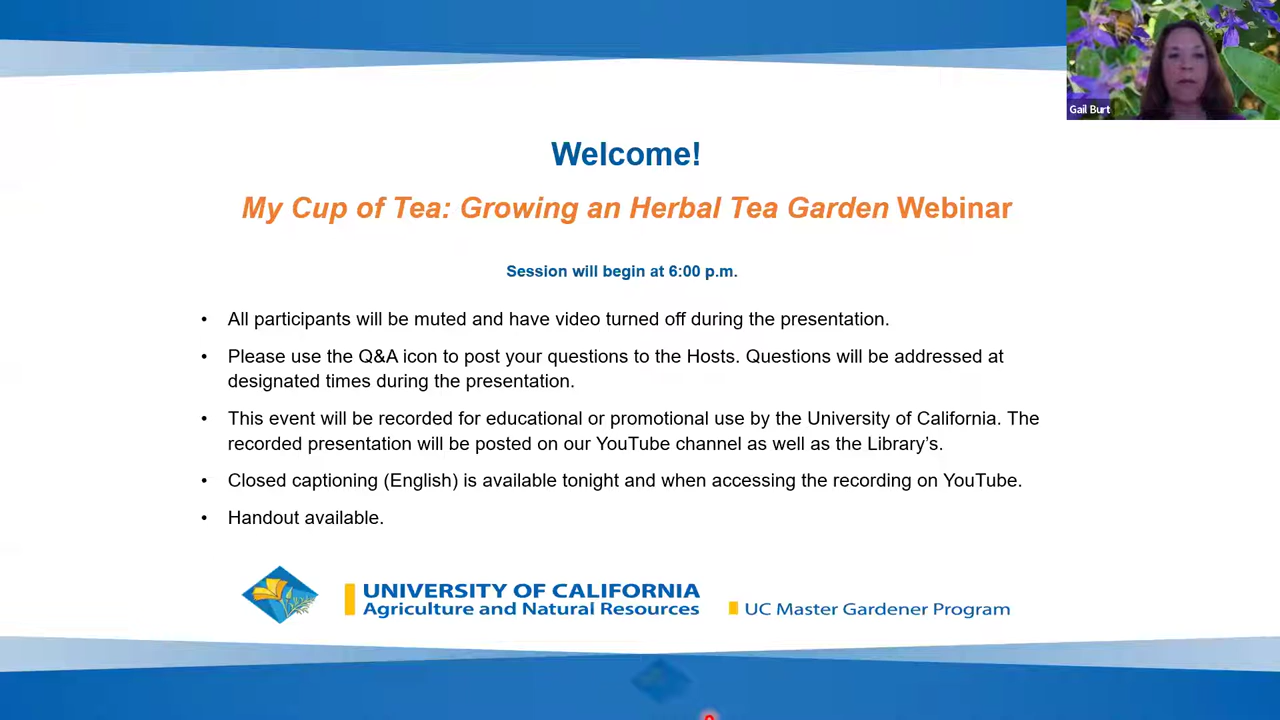 Gail Burt
Welcome!
My Cup of Tea: Growing an Herbal Tea Garden Webinar
Session will begin at 6:00 p.m.
• All participants will be muted and have video turned off during the presentation.
• Please use the Q&A icon to post your questions to the Hosts. Questions will be addressed at
designated times during the presentation.
• This event will be recorded for educational or promotional use by the University of California. The
recorded presentation will be posted on our YouTube channel as well as the Library’s.
• Closed captioning (English) is available tonight and when accessing the recording on YouTube.
• Handout available.
UNIVERSITY OF CALIFORNIA
Agriculture and Natural Resources
UC Master Gardener Program